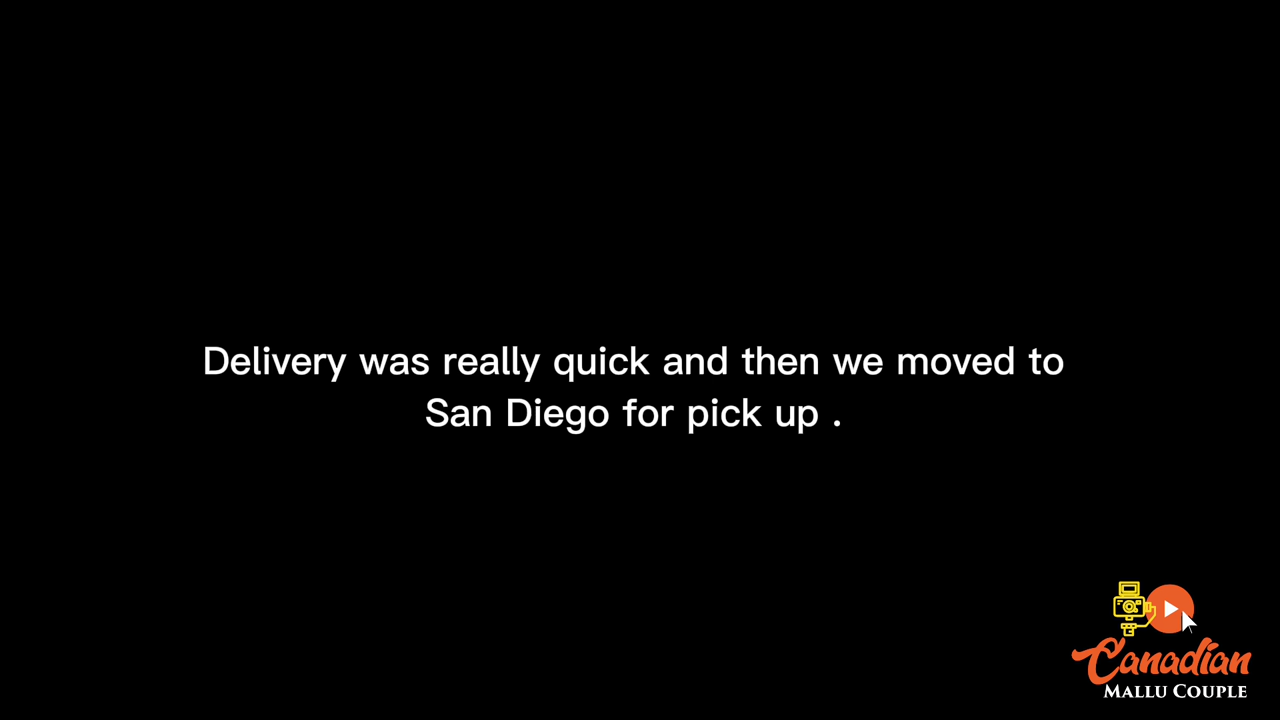 Delivery was really quick and then we moved to
San Diego for pick up .
Canadian
MALLU COUPLE